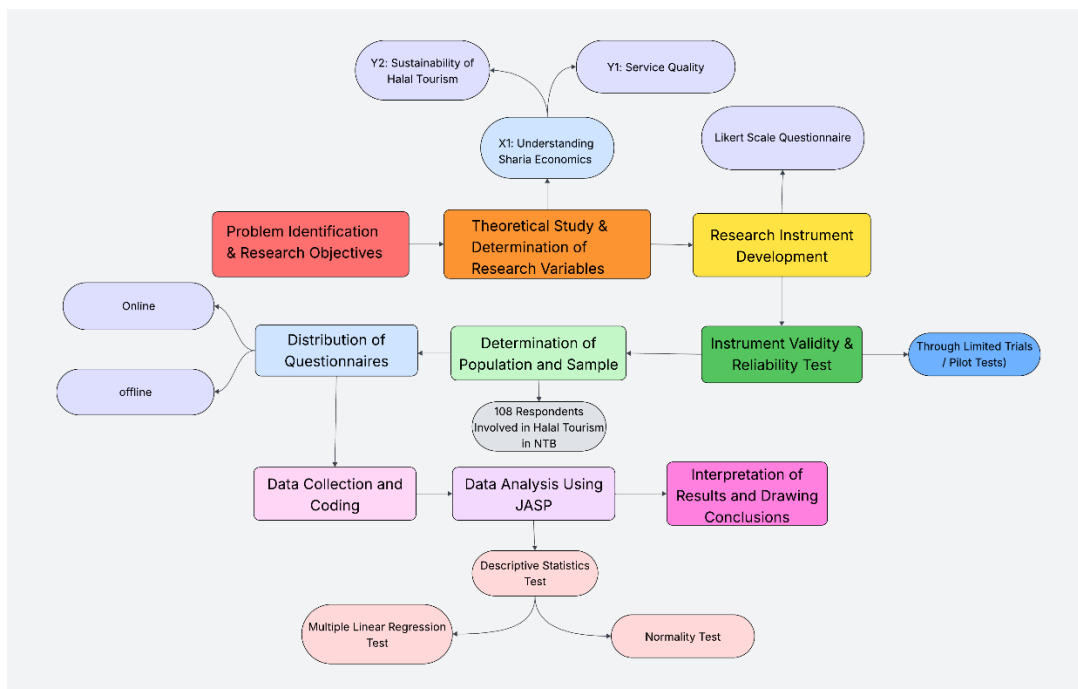 Y2: Sustainability of
Halal Tourism
Y1: Service Quality
X1: Understanding
Sharia Economics
Likert Scale Questionnaire
Problem Identification
& Research Objectives
Theoretical Study &
Determination of
Research Variables
Research Instrument
Development
Online
offline
Distribution of
Questionnaires
Determination of
Population and Sample
Instrument Validity &
Reliability Test
Through Limited Trials
/ Pilot Tests)
108 Respondents
Involved in Halal Tourism
in NTB
Data Collection and
Coding
Data Analysis Using
JASP
Interpretation of
Results and Drawing
Conclusions
Descriptive Statistics
Test
Multiple Linear Regression
Test
Normality Test